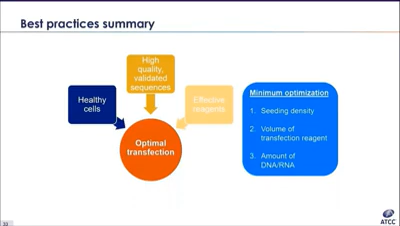 Best practices summary
High
quality,
validated
sequences
Healthy
cells
Effective
reagents
Optimal
transfection
Minimum optimization
1. Seeding density
2. Volume of
transfection reagent
3. Amount of
DNA/RNA
ATCC